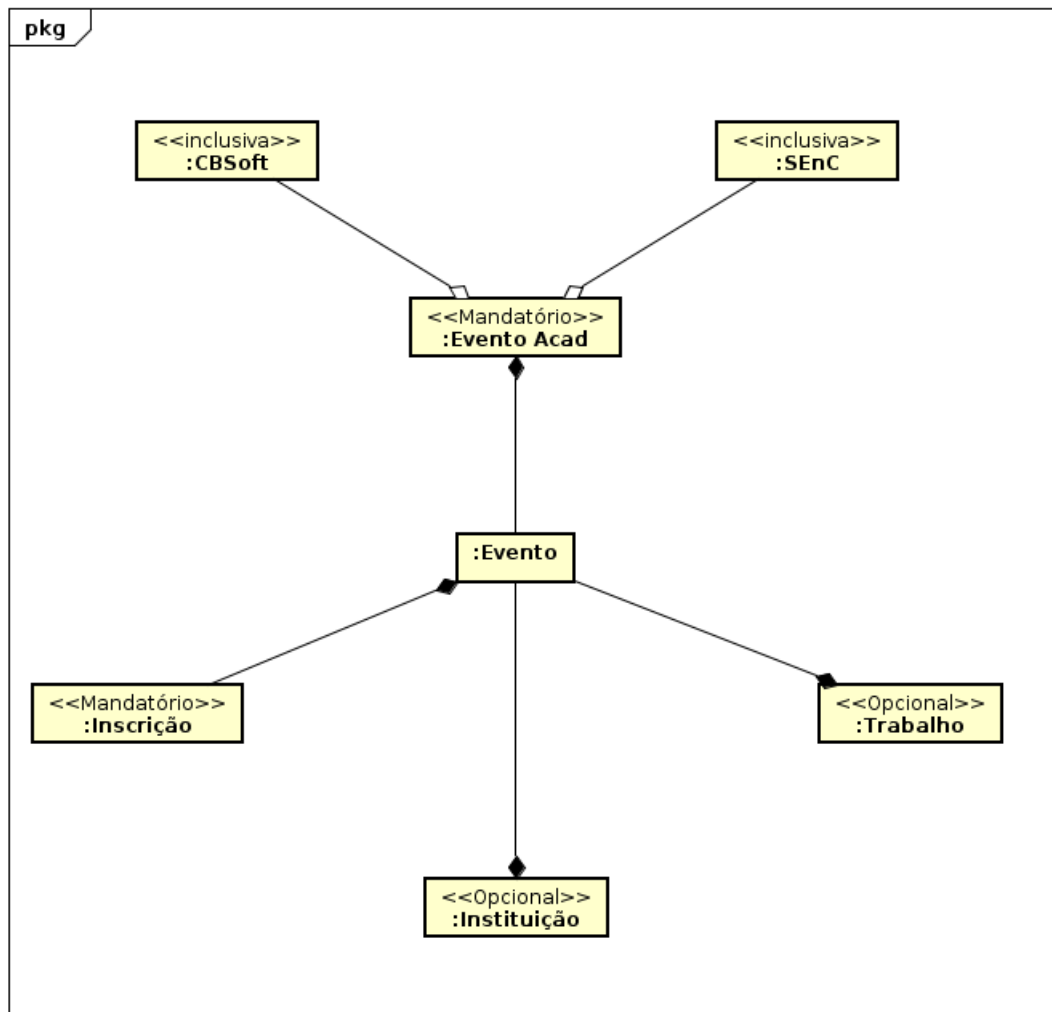 pkg
<<inclusiva>>
:CBSoft
<<inclusiva>>
:SEnC
<<Mandatório>>
:Evento Acad
:Evento
<<Mandatório>>
:Inscrição
<<Opcional>>
:Trabalho
<<Opcional>>
:Instituição